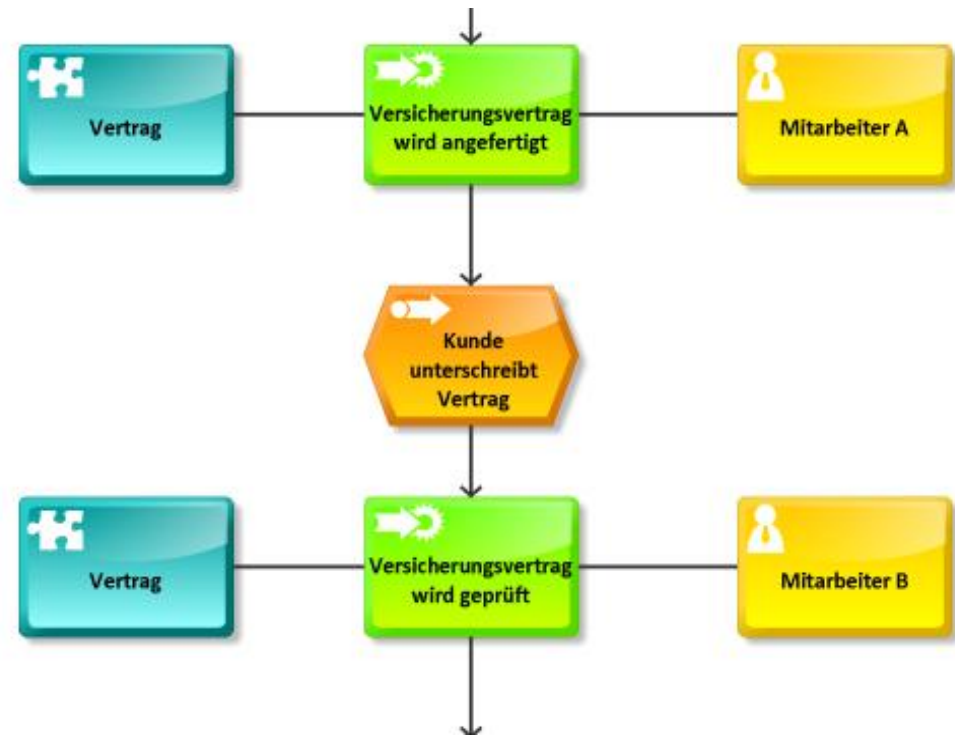 Vertrag
Versicherungsvertrag
wird angefertigt
Mitarbeiter A
Kunde
unterschreibt
Vertrag
Vertrag
Versicherungsvertrag
wird geprüft
Mitarbeiter B